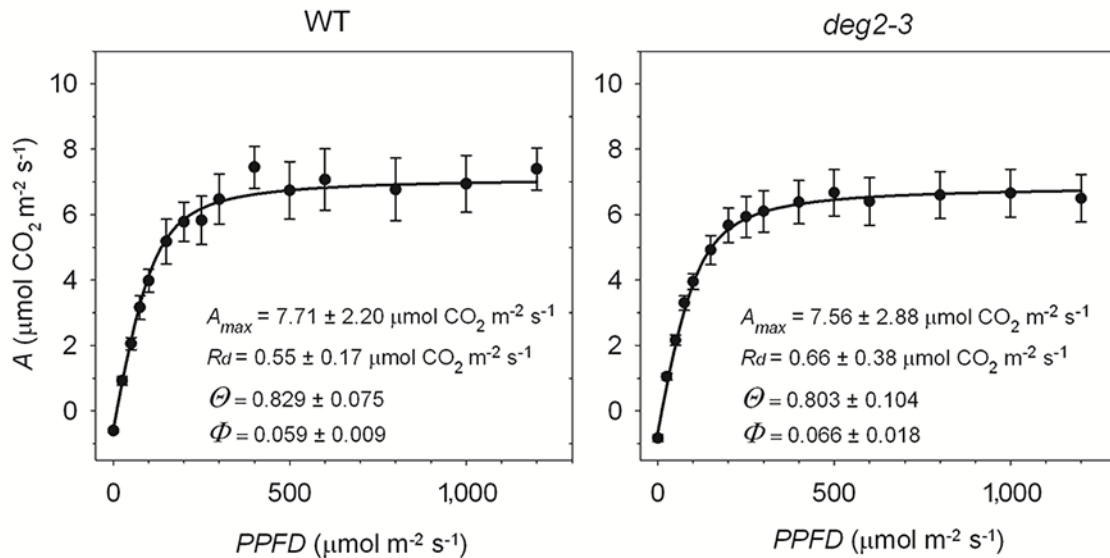 WT
10
8
6
4
2
0
A (μmol CO₂ m⁻² s⁻¹)
A_max = 7.71 ± 2.20 μmol CO₂ m⁻² s⁻¹
Rd = 0.55 ± 0.17 μmol CO₂ m⁻² s⁻¹
Θ = 0.829 ± 0.075
Φ = 0.059 ± 0.009
0 500 1,000
PPFD (μmol m⁻² s⁻¹)
deg2-3
10
8
6
4
2
0
A_max = 7.56 ± 2.88 μmol CO₂ m⁻² s⁻¹
Rd = 0.66 ± 0.38 μmol CO₂ m⁻² s⁻¹
Θ = 0.803 ± 0.104
Φ = 0.066 ± 0.018
0 500 1,000
PPFD (μmol m⁻² s⁻¹)